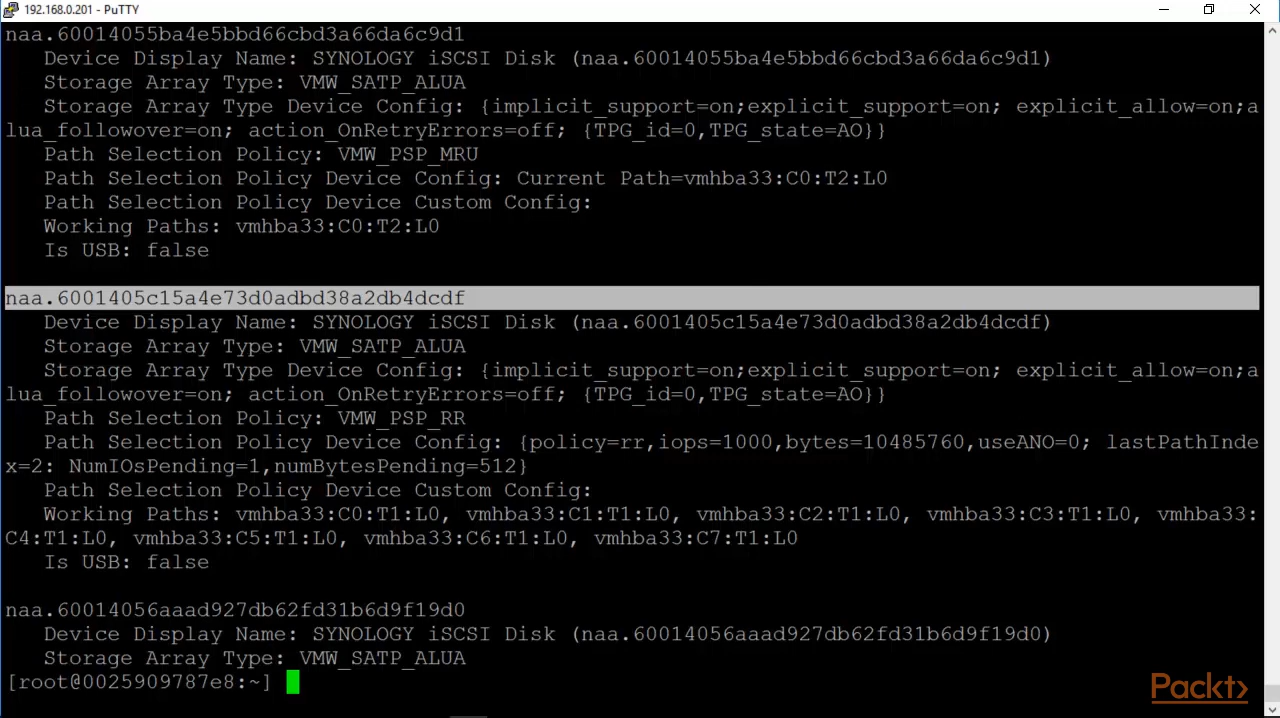 192.168.0.201 - PuTTY
naa.60014055ba4e5bbd66cbd3a66da6c9d1
Device Display Name: SYNOLOGY iSCSI Disk (naa.60014055ba4e5bbd66cbd3a66da6c9d1)
Storage Array Type: VMW_SATP_ALUA
Storage Array Type Device Config: {implicit_support=on;explicit_support=on; explicit_allow=on;a
lua_followover=on; action_OnRetryErrors=off; {TPG_id=0,TPG_state=AO}}
Path Selection Policy: VMW_PSP_MRU
Path Selection Policy Device Config: Current Path=vmhba33:C0:T2:L0
Path Selection Policy Device Custom Config:
Working Paths: vmhba33:C0:T2:L0
Is USB: false
naa.6001405c15a4e73d0adbd38a2db4dcdf
Device Display Name: SYNOLOGY iSCSI Disk (naa.6001405c15a4e73d0adbd38a2db4dcdf)
Storage Array Type: VMW_SATP_ALUA
Storage Array Type Device Config: {implicit_support=on;explicit_support=on; explicit_allow=on;a
lua_followover=on; action_OnRetryErrors=off; {TPG_id=0,TPG_state=AO}}
Path Selection Policy: VMW_PSP_RR
Path Selection Policy Device Config: {policy=rr,iops=1000,bytes=10485760,useANO=0; lastPathInde
x=2: NumIOsPending=1,numBytesPending=512}
Path Selection Policy Device Custom Config:
Working Paths: vmhba33:C0:T1:L0, vmhba33:C1:T1:L0, vmhba33:C2:T1:L0, vmhba33:C3:T1:L0, vmhba33:
C4:T1:L0, vmhba33:C5:T1:L0, vmhba33:C6:T1:L0, vmhba33:C7:T1:L0
Is USB: false
naa.60014056aaad927db62fd31b6d9f19d0
Device Display Name: SYNOLOGY iSCSI Disk (naa.60014056aaad927db62fd31b6d9f19d0)
Storage Array Type: VMW_SATP_ALUA
[root@0025909787e8:~]
Packt>